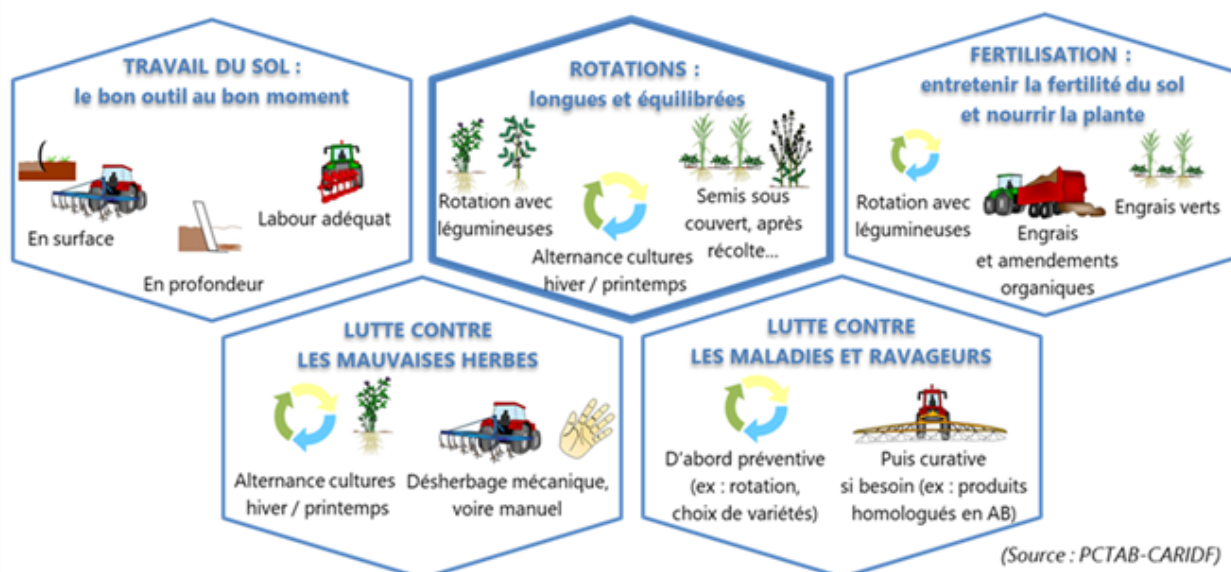 TRAVAIL DU SOL :
le bon outil au bon moment
En surface
En profondeur
Labour adéquat
ROTATIONS :
longues et équilibrées
Rotation avec
légumineuses
Alternance cultures
hiver / printemps
Semis sous
couvert, après
récolte...
FERTILISATION :
entretenir la fertilité du sol
et nourrir la plante
Rotation avec
légumineuses
Engrais
et amendements
organiques
Engrais verts
LUTTE CONTRE
LES MAUVAISES HERBES
Alternance cultures
hiver / printemps
Désherbage mécanique,
voire manuel
LUTTE CONTRE
LES MALADIES ET RAVAGEURS
D'abord préventive
(ex : rotation,
choix de variétés)
Puis curative
si besoin (ex : produits
homologués en AB)
(Source : PCTAB-CARIDF)